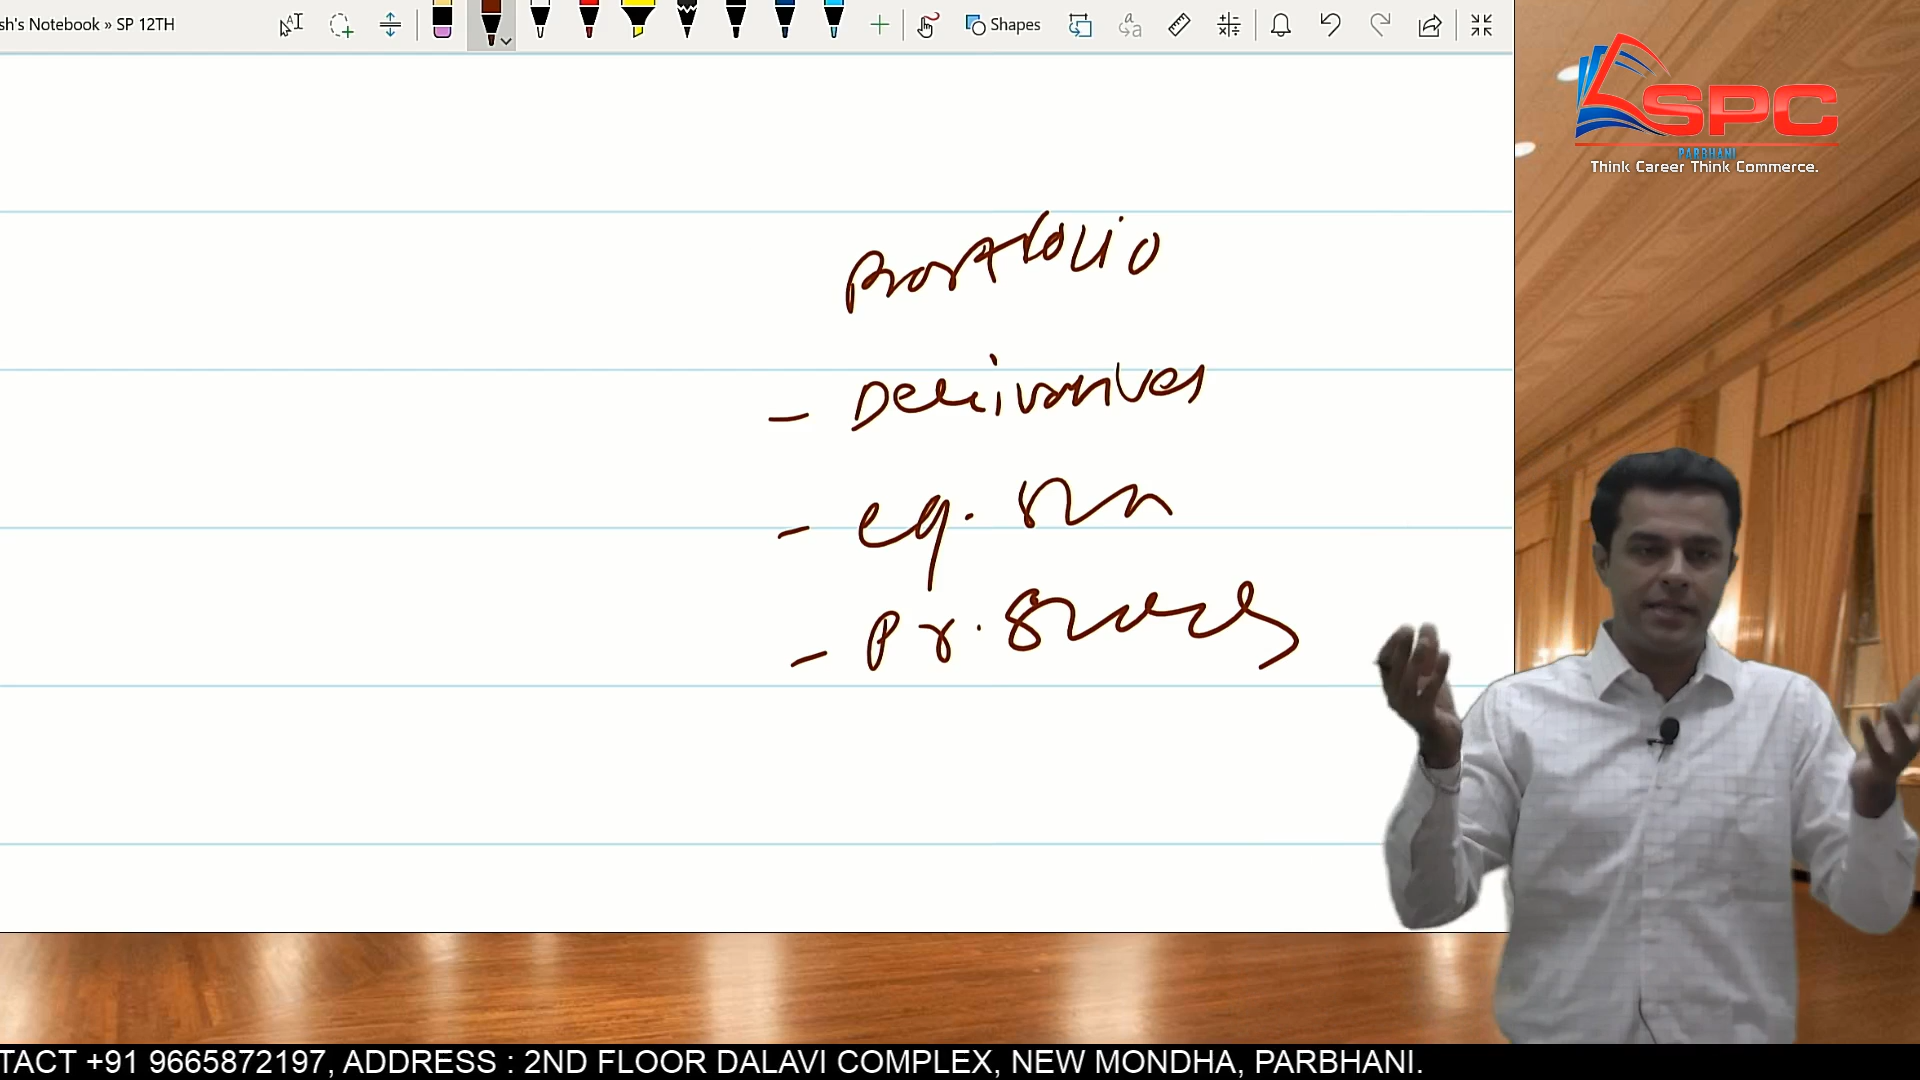 sh's Notebook » SP 12TH
Shapes
SPC
PARBHANI
Think Career Think Commerce.
Portfolio
- Derivatives
- eq.
- Pr. Shares
TACT +91 9665872197, ADDRESS : 2ND FLOOR DALAVI COMPLEX, NEW MONDHA, PARBHANI.